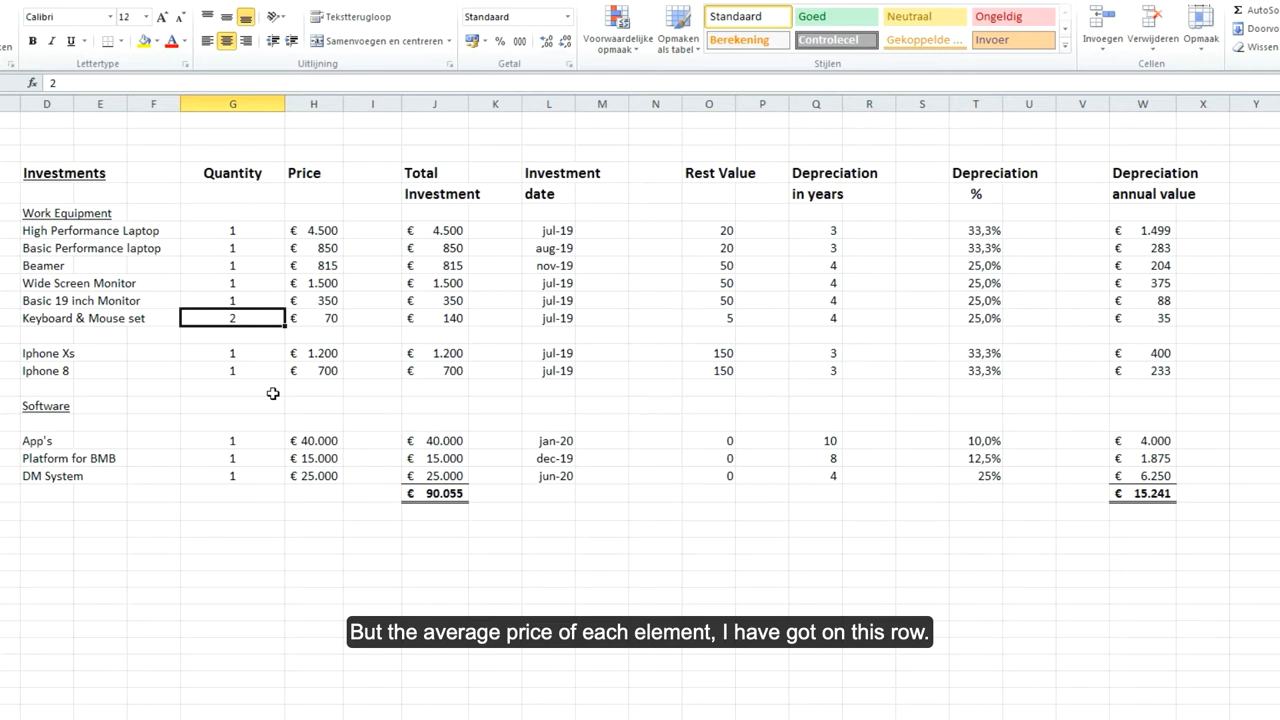 Calibri 12 A A Tekstterugloop Standaard Standaard Goed Neutraal Ongeldig AutoSo
B I U A Samenvoegen en centreren % 000 Voorwaardelijke opmaak Opmaken als tabel Berekening Controlecel Gekoppelde ... Invoer Invoegen Verwijderen Opmaak Doorvo
Wissen
Lettertype Uitlijning Getal Stijlen Cellen
fx 2
D E F G H I J K L M N O P Q R S T U V W X Y
Investments Quantity Price Total Investment Rest Value Depreciation Depreciation Depreciation
Investment date in years % annual value
Work Equipment
High Performance Laptop 1 € 4.500 € 4.500 jul-19 20 3 33,3% € 1.499
Basic Performance laptop 1 € 850 € 850 aug-19 20 3 33,3% € 283
Beamer 1 € 815 € 815 nov-19 50 4 25,0% € 204
Wide Screen Monitor 1 € 1.500 € 1.500 jul-19 50 4 25,0% € 375
Basic 19 inch Monitor 1 € 350 € 350 jul-19 50 4 25,0% € 88
Keyboard & Mouse set 2 € 70 € 140 jul-19 5 4 25,0% € 35
Iphone Xs 1 € 1.200 € 1.200 jul-19 150 3 33,3% € 400
Iphone 8 1 € 700 € 700 jul-19 150 3 33,3% € 233
Software
App's 1 € 40.000 € 40.000 jan-20 0 10 10,0% € 4.000
Platform for BMB 1 € 15.000 € 15.000 dec-19 0 8 12,5% € 1.875
DM System 1 € 25.000 € 25.000 jun-20 0 4 25% € 6.250
€ 90.055 € 15.241
But the average price of each element, I have got on this row.